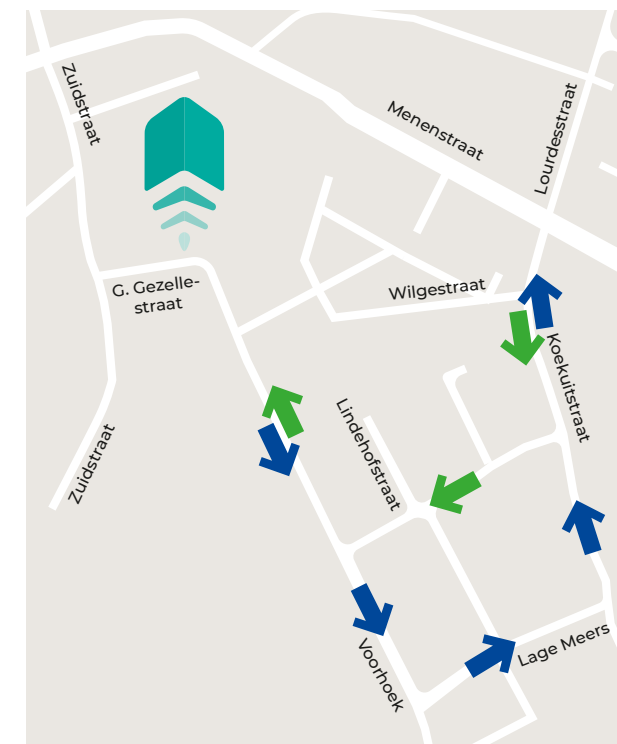 Zuidstraat
Menenstraat
Lourdesstraat
G. Gezelle-
straat
Wilgestraat
Koekuitstraat
Lindehofstraat
Zuidstraat
Lage Meers
Voorhoek